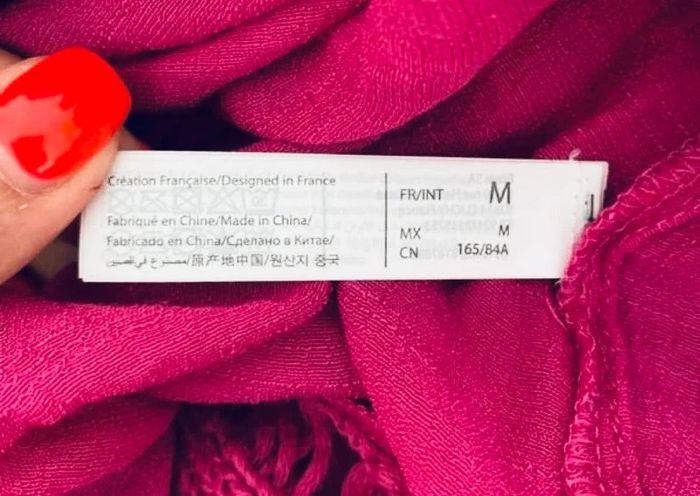 Création Française/Designed in France
Fabriqué en Chine/Made in China/
Fabricado en China/Сделано в Китае/
مصنوع في الصين/原产地中国/원산지 중국
FR/INT M
MX M
CN 165/84A